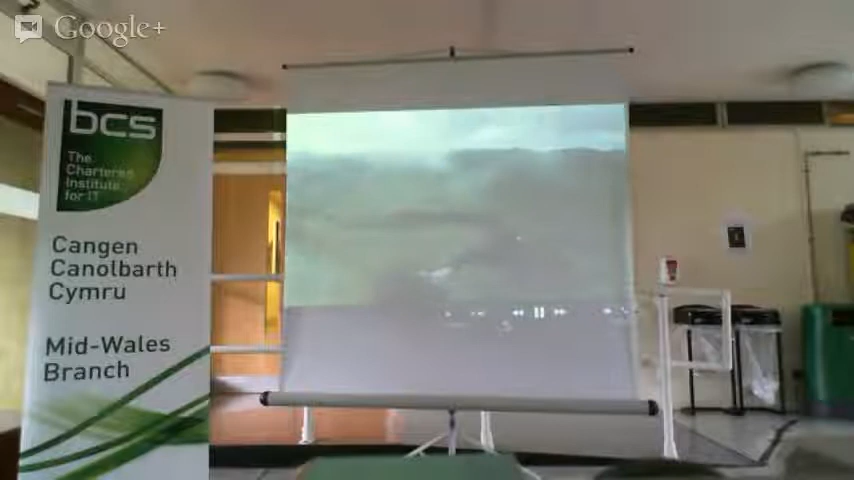 Google+
bcs
The
Chartered
Institute
for IT
Cangen
Canolbarth
Cymru
Mid-Wales
Branch